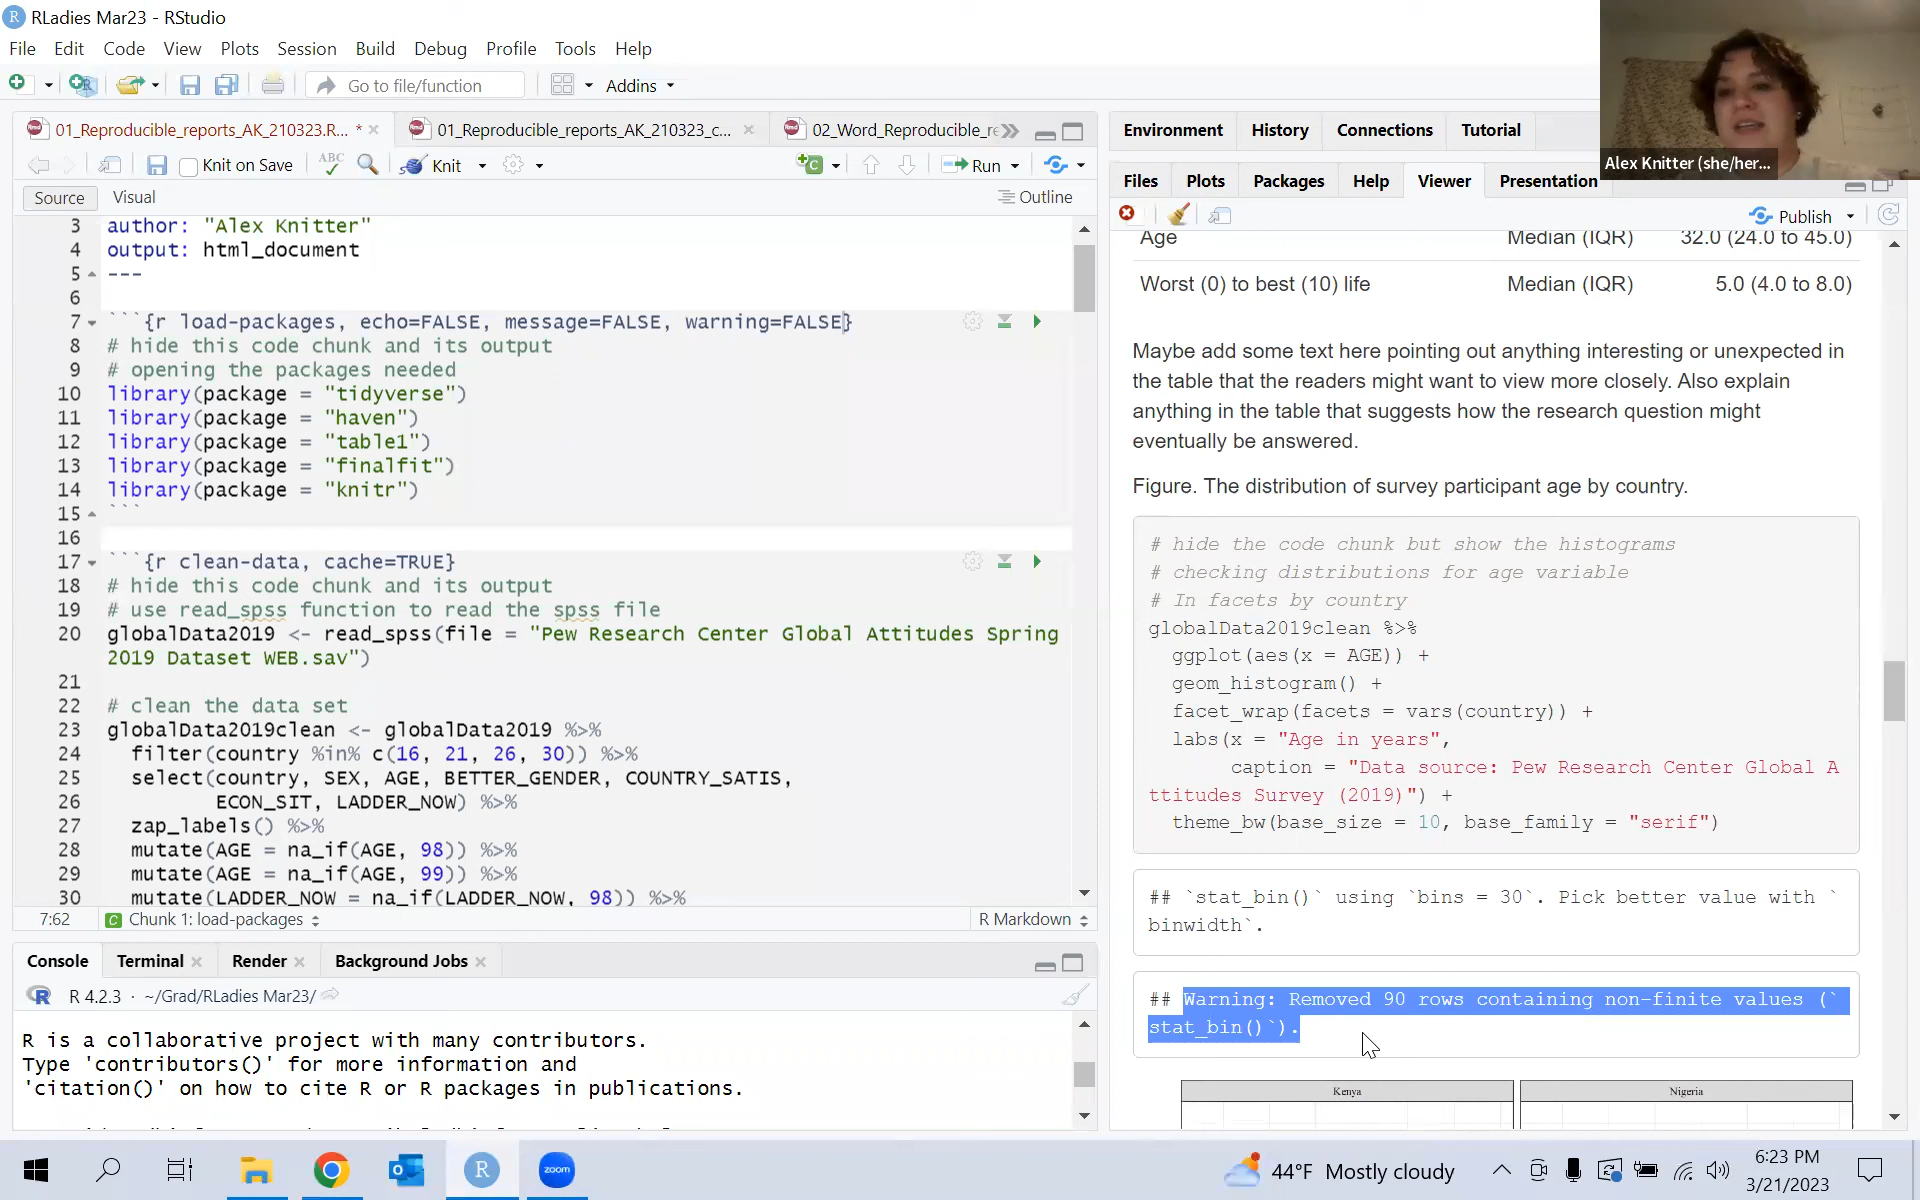 RLadies Mar23 - RStudio
File Edit Code View Plots Session Build Debug Profile Tools Help
Go to file/function
Addins
01_Reproducible_reports_AK_210323.R... *
01_Reproducible_reports_AK_210323_c...
02_Word_Reproducible_re
Knit on Save
ABC
Knit
Run
Source
Visual
Outline
3 author: "Alex Knitter"
4 output: html_document
5 ---
6
7 ```{r load-packages, echo=FALSE, message=FALSE, warning=FALSE}
8 # hide this code chunk and its output
9 # opening the packages needed
10 library(package = "tidyverse")
11 library(package = "haven")
12 library(package = "table1")
13 library(package = "finalfit")
14 library(package = "knitr")
15 ```
16
17 ```{r clean-data, cache=TRUE}
18 # hide this code chunk and its output
19 # use read_spss function to read the spss file
20 globalData2019 <- read_spss(file = "Pew Research Center Global Attitudes Spring
2019 Dataset WEB.sav")
21
22 # clean the data set
23 globalData2019clean <- globalData2019 %>%
24 filter(country %in% c(16, 21, 26, 30)) %>%
25 select(country, SEX, AGE, BETTER_GENDER, COUNTRY_SATIS,
26 ECON_SIT, LADDER_NOW) %>%
27 zap_labels() %>%
28 mutate(AGE = na_if(AGE, 98)) %>%
29 mutate(AGE = na_if(AGE, 99)) %>%
30 mutate(LADDER_NOW = na_if(LADDER_NOW, 98)) %>%
7:62
C Chunk 1: load-packages
R Markdown
Console
Terminal
Render
Background Jobs
R 4.2.3 · ~/Grad/RLadies Mar23/
R is a collaborative project with many contributors.
Type 'contributors()' for more information and
'citation()' on how to cite R or R packages in publications.
Environment
History
Connections
Tutorial
Files
Plots
Packages
Help
Viewer
Presentation
Publish
Alex Knitter (she/her...
Age Median (IQR) 32.0 (24.0 to 45.0)
Worst (0) to best (10) life Median (IQR) 5.0 (4.0 to 8.0)
Maybe add some text here pointing out anything interesting or unexpected in
the table that the readers might want to view more closely. Also explain
anything in the table that suggests how the research question might
eventually be answered.
Figure. The distribution of survey participant age by country.
# hide the code chunk but show the histograms
# checking distributions for age variable
# In facets by country
globalData2019clean %>%
ggplot(aes(x = AGE)) +
geom_histogram() +
facet_wrap(facets = vars(country)) +
labs(x = "Age in years",
caption = "Data source: Pew Research Center Global A
ttitudes Survey (2019)") +
theme_bw(base_size = 10, base_family = "serif")
## `stat_bin()` using `bins = 30`. Pick better value with `
binwidth`.
## Warning: Removed 90 rows containing non-finite values (`
stat_bin()`).
Kenya
Nigeria
zoom
44°F Mostly cloudy
6:23 PM
3/21/2023